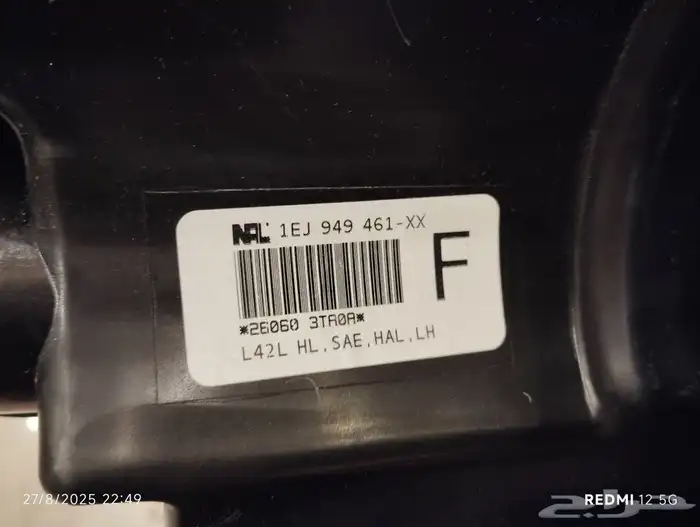 NAL 1EJ 949 461-XX
F
*26060 3TA0A*
L42L HL,SAE,HAL,LH
27/8/2025 22:49
REDMI 12 5G
حراج